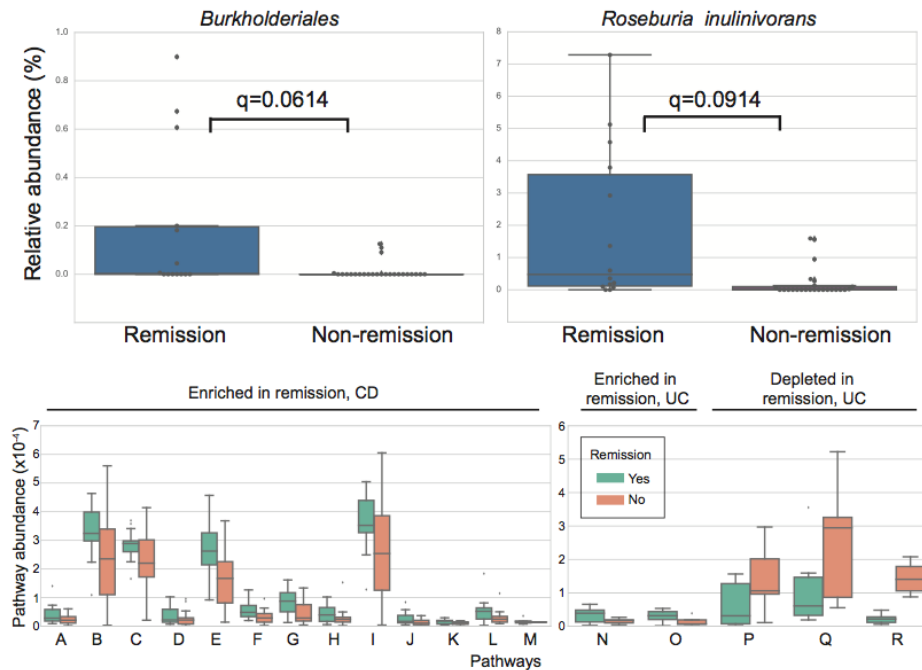 Burkholderiales
Roseburia inulinivorans
Relative abundance (%)
1.0
0.8
0.6
0.4
0.2
0.0
q=0.0614
Remission
Non-remission
8
7
6
5
4
3
2
1
0
q=0.0914
Remission
Non-remission
Enriched in remission, CD
Pathway abundance (x10⁻⁴)
7
6
5
4
3
2
1
0
A B C D E F G H I J K L M
Enriched in
remission, UC
Depleted in
remission, UC
6
5
4
3
2
1
0
Remission
Yes
No
N O P Q R
Pathways